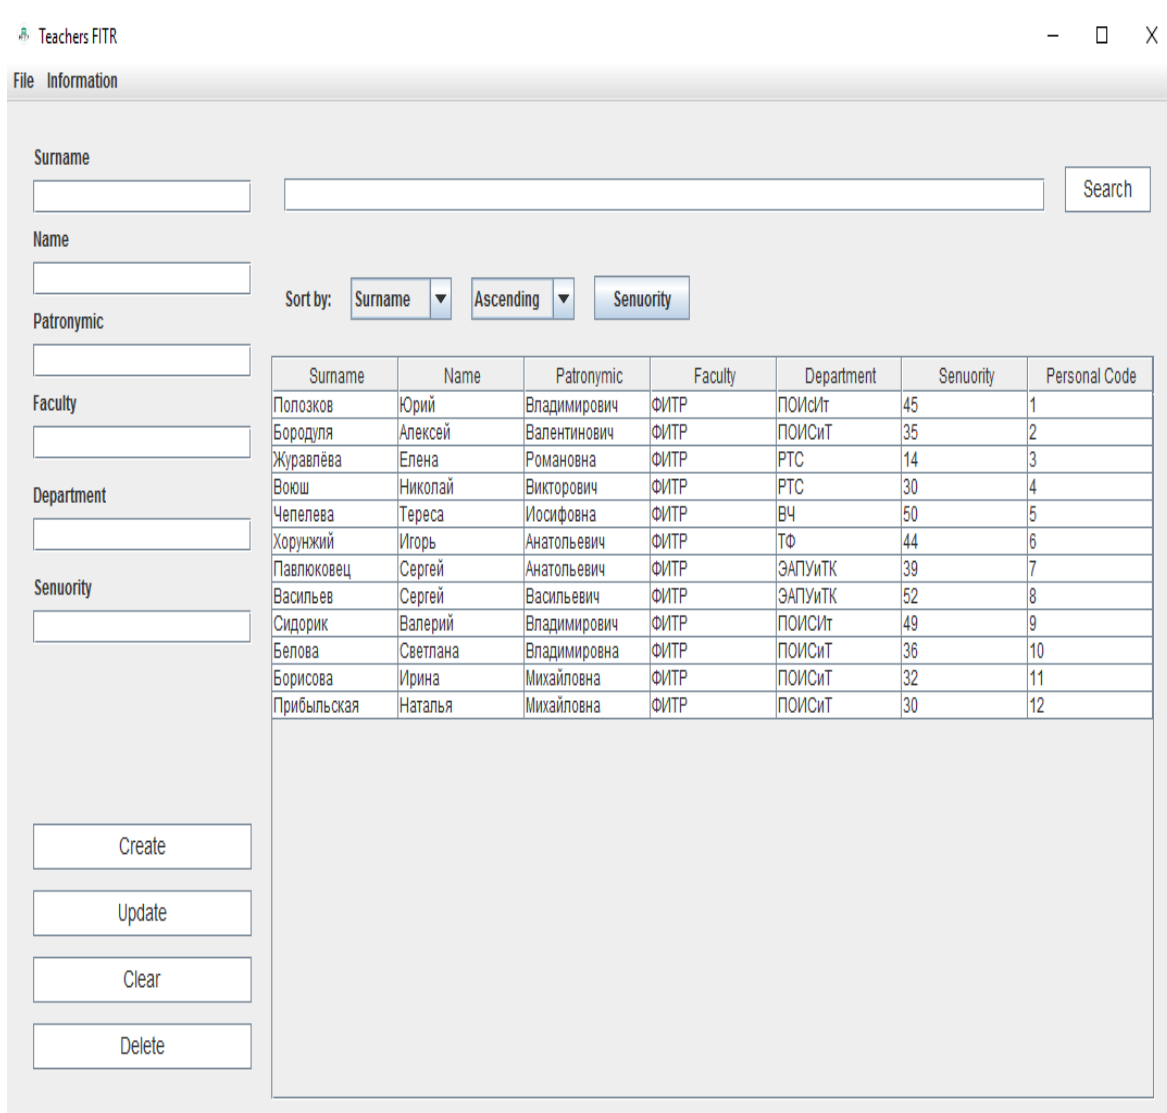 Teachers FITR
File Information
Surname
Search
Name
Sort by: Surname Ascending Senuority
Patronymic
Faculty
Department
Senuority
Create
Update
Clear
Delete
Surname Name Patronymic Faculty Department Senuority Personal Code
Полозков Юрий Владимирович ФИТР ПОИсИт 45 1
Бородуля Алексей Валентинович ФИТР ПОИСиТ 35 2
Журавлёва Елена Романовна ФИТР РТС 14 3
Воюш Николай Викторович ФИТР РТС 30 4
Чепелева Тереса Иосифовна ФИТР ВЧ 50 5
Хорунжий Игорь Анатольевич ФИТР ТФ 44 6
Павлюковец Сергей Анатольевич ФИТР ЭАПУиТК 39 7
Васильев Сергей Васильевич ФИТР ЭАПУиТК 52 8
Сидорик Валерий Владимирович ФИТР ПОИСИт 49 9
Белова Светлана Владимировна ФИТР ПОИСиТ 36 10
Борисова Ирина Михайловна ФИТР ПОИСиТ 32 11
Прибыльская Наталья Михайловна ФИТР ПОИСиТ 30 12